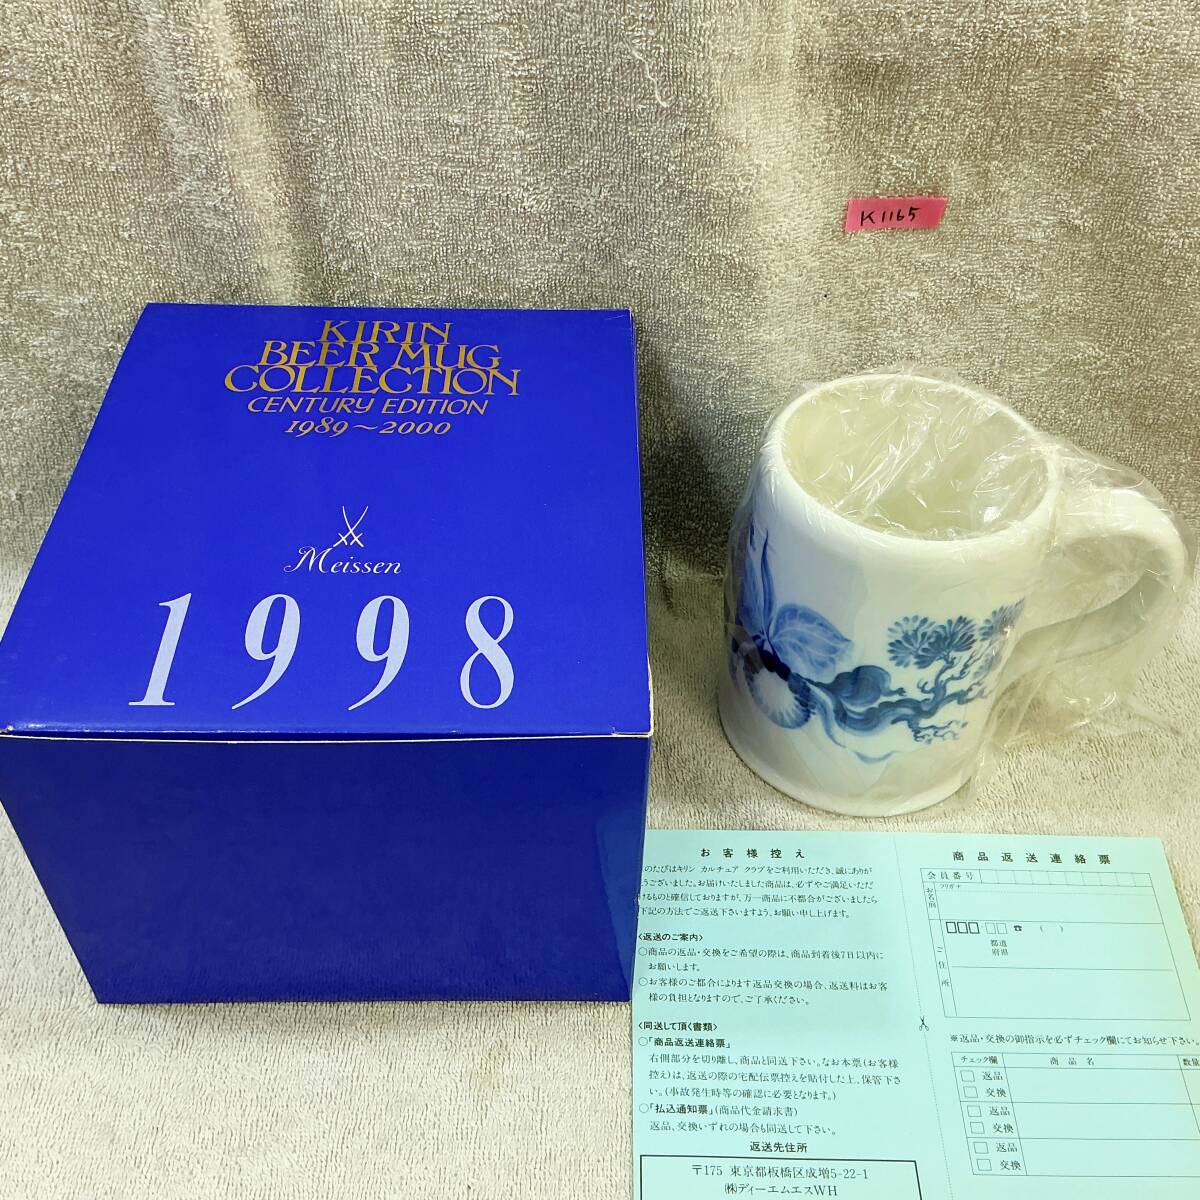 K1165
KIRIN
BEER MUG
COLLECTION
CENTURY EDITION
1989~2000
Meissen
1998
お客様控え
のたびはキリン カルチュア クラブをご利用いただき、誠にありが
うございました。お届けいたしました商品は、必ずやご満足いただ
けるものと確信しておりますが、万一商品に不都合がございましたら
下記の方法でご返送下さいますよう、お願い申し上げます。
〈返送のご案内〉
○商品の返品・交換をご希望の際は、商品到着後7日以内に
お願いします。
○お客様のご都合によります返品交換の場合、返送料はお客
様の負担となりますので、ご了承ください。
〈同送して頂く書類〉
○「商品返送連絡票」
右側部分を切り離し、商品と同送下さい。なお本票(お客様
控え)は、返送の際の宅配伝票控えを貼付した上、保管下さ
い。(事故発生時等の確認に必要となります。)
○「払込通知票」(商品代金請求書)
返品、交換いずれの場合も同送して下さい。
返送先住所
〒175 東京都板橋区成増5-22-1
㈱ディーエムエスWH
商品返送連絡票
会員番号
フリガナ
お名前
☎ ( )
都道
府県
ご住所
※返品・交換の御指示を必ずチェック欄にてお知らせ下さい。
チェック欄 商品名 数量
□ 返品
□ 交換
□ 返品
□ 交換
□ 返品
□ 交換